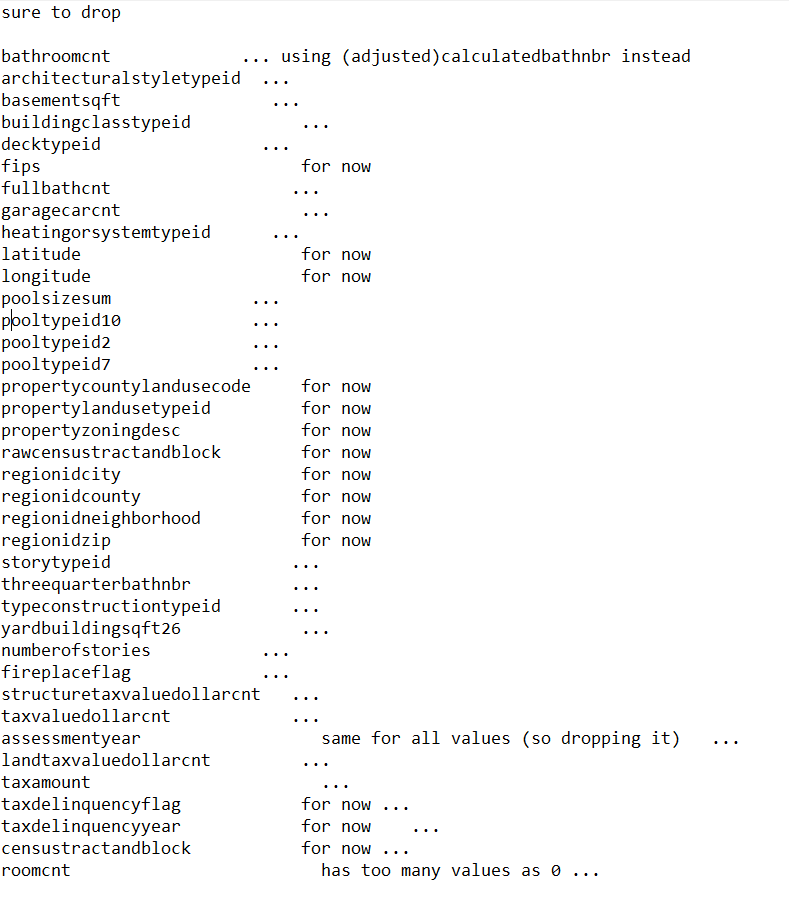 sure to drop
bathroomcnt ... using (adjusted)calculatedbathnbr instead
architecturalstyletypeid ...
basementsqft ...
buildingclasstypeid ...
decktypeid ...
fips for now
fullbathcnt ...
garagecarcnt ...
heatingorsystemtypeid ...
latitude for now
longitude for now
poolsizesum ...
pooltypeid10 ...
pooltypeid2 ...
pooltypeid7 ...
propertycountylandusecode for now
propertylandusetypeid for now
propertyzoningdesc for now
rawcensustractandblock for now
regionidcity for now
regionidcounty for now
regionidneighborhood for now
regionidzip for now
storytypeid ...
threequarterbathnbr ...
typeconstructiontypeid ...
yardbuildingsqft26 ...
numberofstories ...
fireplaceflag ...
structuretaxvaluedollarcnt ...
taxvaluedollarcnt ...
assessmentyear same for all values (so dropping it) ...
landtaxvaluedollarcnt ...
taxamount ...
taxdelinquencyflag for now ...
taxdelinquencyyear for now ...
censustractandblock for now ...
roomcnt has too many values as 0 ...